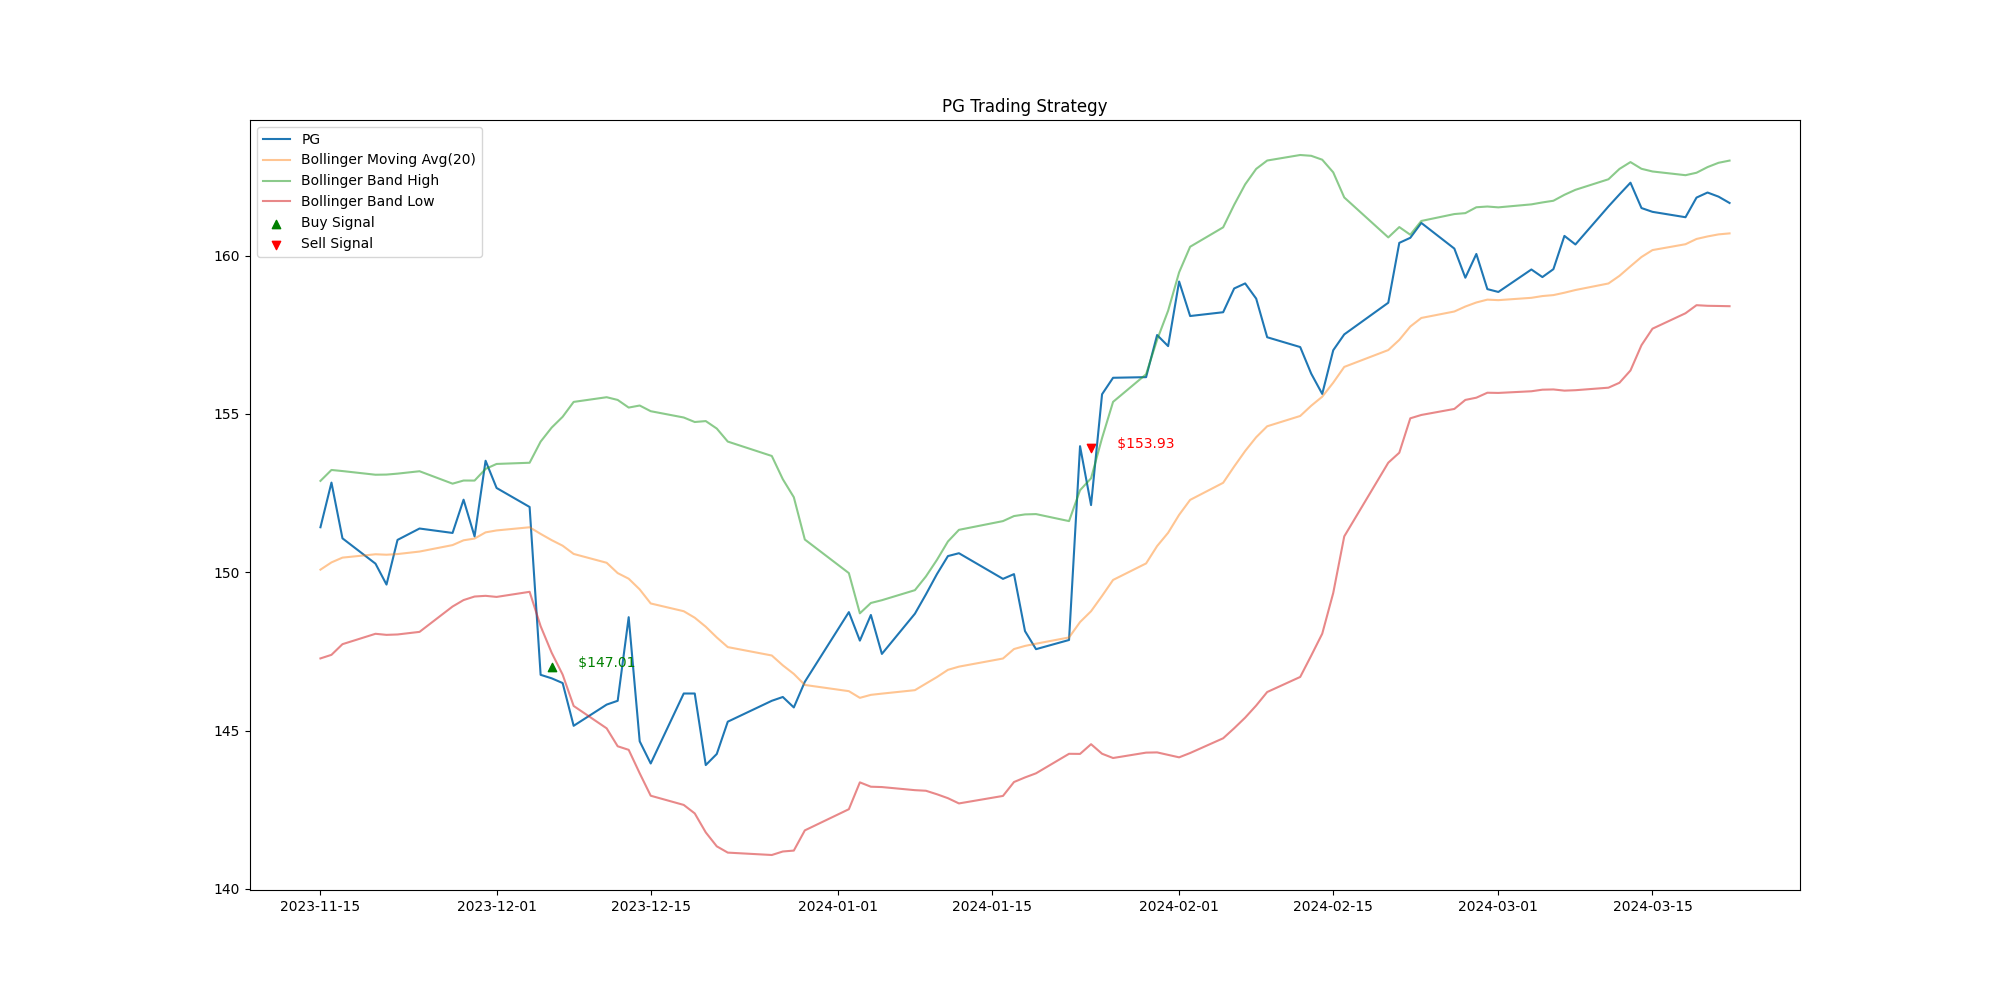 PG Trading Strategy
PG
Bollinger Moving Avg(20)
Bollinger Band High
Bollinger Band Low
Buy Signal
Sell Signal
160
155
150
145
140
$153.93
$147.01
2023-11-15
2023-12-01
2023-12-15
2024-01-01
2024-01-15
2024-02-01
2024-02-15
2024-03-01
2024-03-15